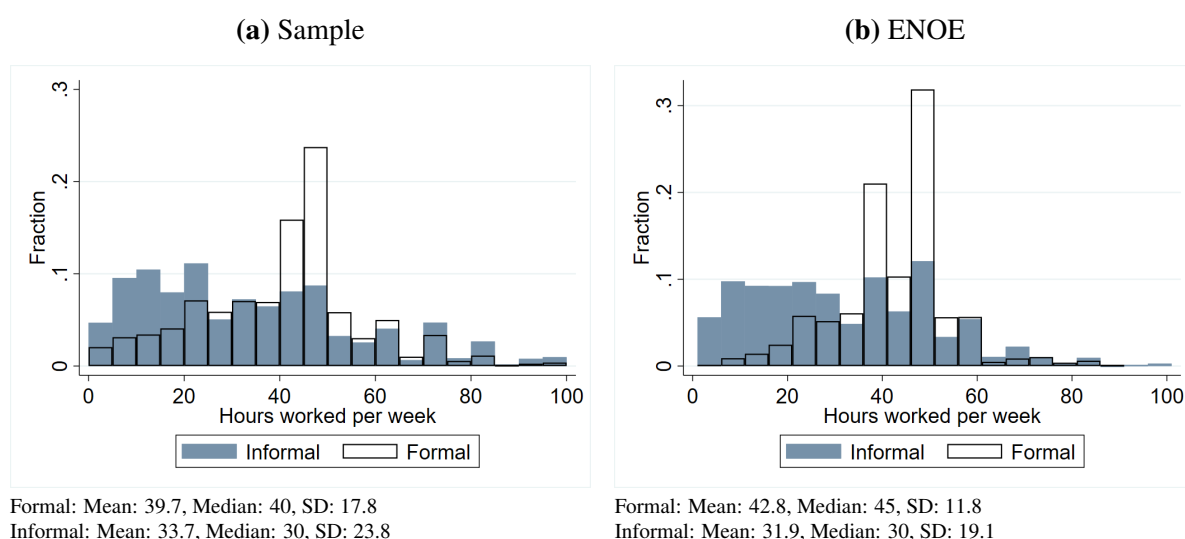 (a) Sample
.3
.2
.1
0
Fraction
0 20 40 60 80 100
Hours worked per week
Informal Formal
Formal: Mean: 39.7, Median: 40, SD: 17.8
Informal: Mean: 33.7, Median: 30, SD: 23.8
(b) ENOE
.3
.2
.1
0
Fraction
0 20 40 60 80 100
Hours worked per week
Informal Formal
Formal: Mean: 42.8, Median: 45, SD: 11.8
Informal: Mean: 31.9, Median: 30, SD: 19.1